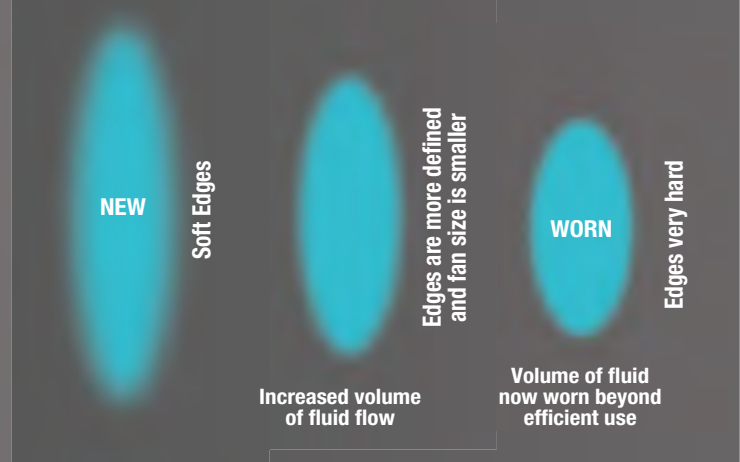 NEW
Soft Edges
Edges are more defined
and fan size is smaller
Increased volume
of fluid flow
WORN
Edges very hard
Volume of fluid
now worn beyond
efficient use